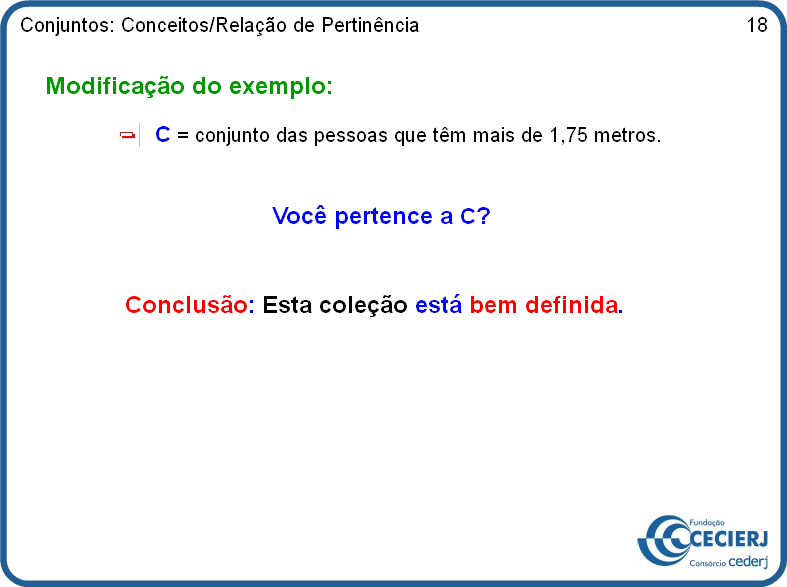 Conjuntos: Conceitos/Relação de Pertinência 18
Modificação do exemplo:
C = conjunto das pessoas que têm mais de 1,75 metros.
Você pertence a C?
Conclusão: Esta coleção está bem definida.
Fundação
CECIERJ
Consórcio cederj